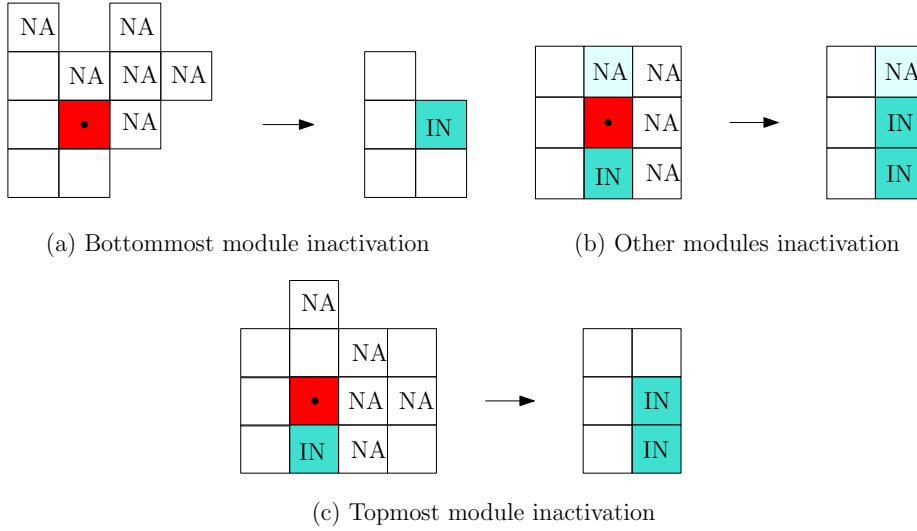 NA NA
NA NA NA
NA
IN
(a) Bottommost module inactivation
NA NA
NA
IN NA
NA
IN
IN
(b) Other modules inactivation
NA
NA
NA NA
IN NA
IN
IN
(c) Topmost module inactivation